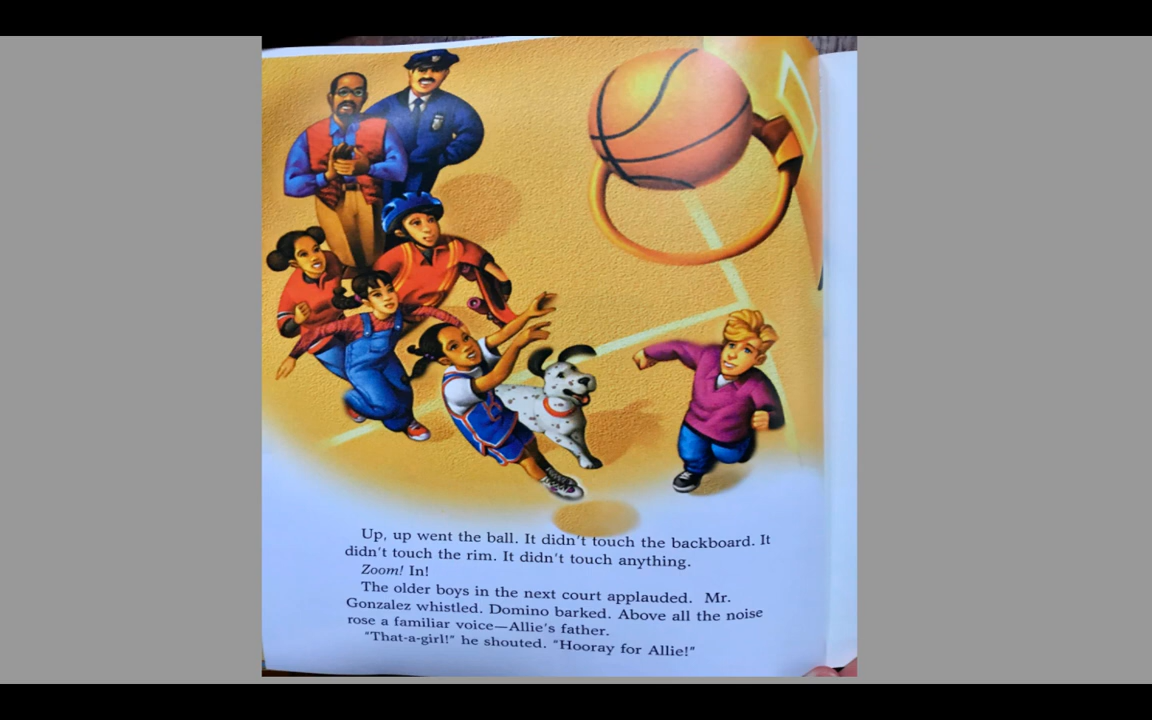 Up, up went the ball. It didn't touch the backboard. It
didn't touch the rim. It didn't touch anything.
Zoom! In!
The older boys in the next court applauded. Mr.
Gonzalez whistled. Domino barked. Above all the noise
rose a familiar voice—Allie's father.
"That-a-girl!" he shouted. "Hooray for Allie!"